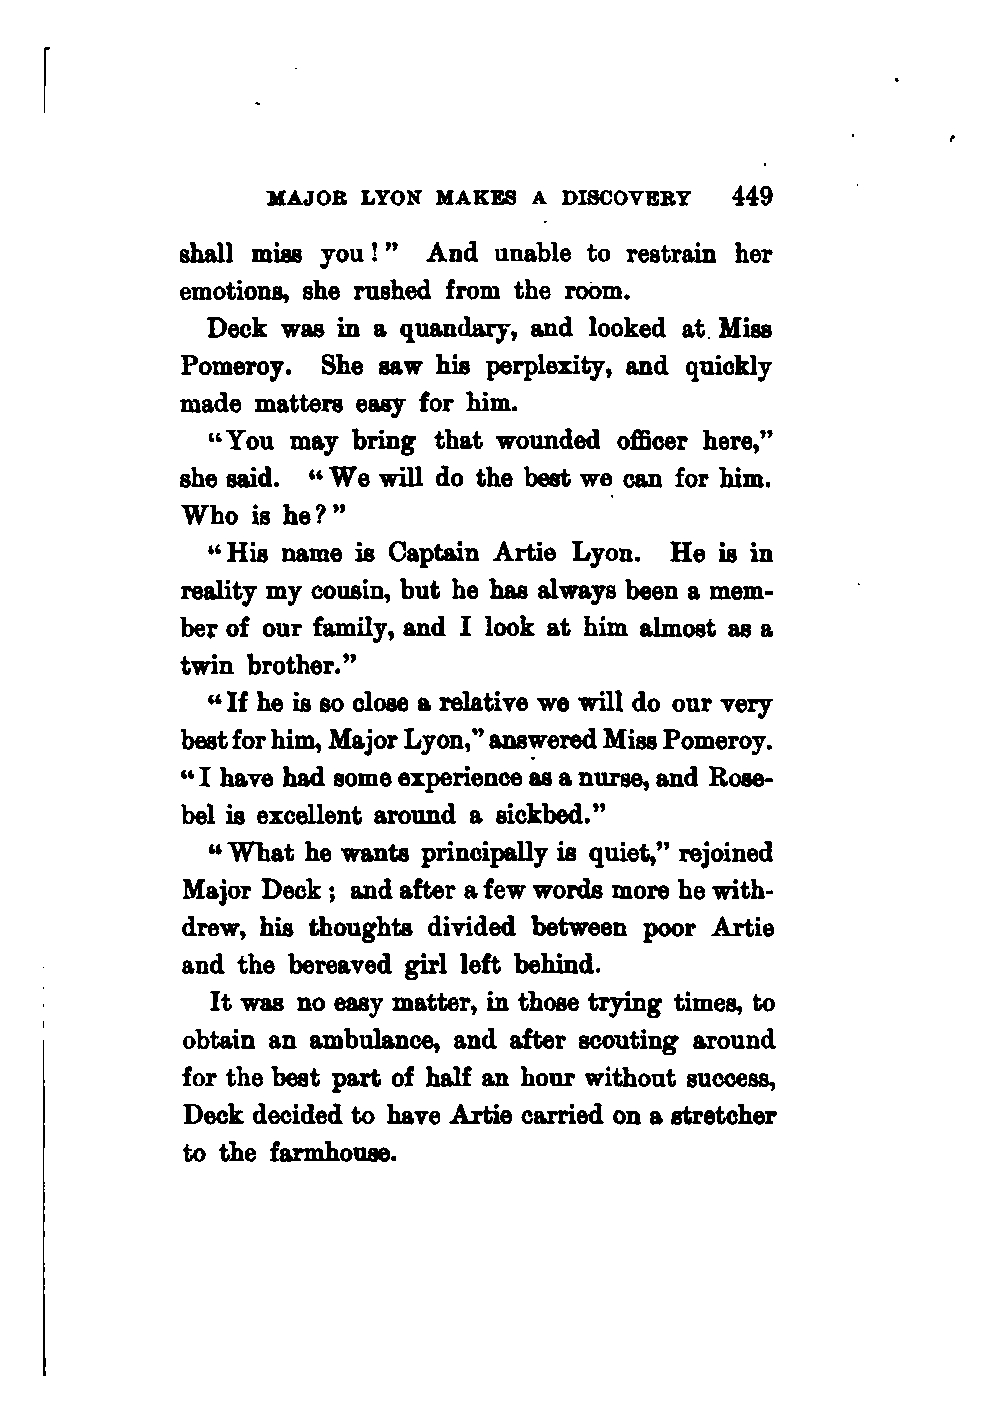 MAJOR LYON MAKES A DISCOVERY 449
shall miss you!" And unable to restrain her
emotions, she rushed from the room.
Deck was in a quandary, and looked at Miss
Pomeroy. She saw his perplexity, and quickly
made matters easy for him.
"You may bring that wounded officer here,"
she said. "We will do the best we can for him.
Who is he?"
"His name is Captain Artie Lyon. He is in
reality my cousin, but he has always been a mem-
ber of our family, and I look at him almost as a
twin brother."
"If he is so close a relative we will do our very
best for him, Major Lyon," answered Miss Pomeroy.
"I have had some experience as a nurse, and Rose-
bel is excellent around a sickbed."
"What he wants principally is quiet," rejoined
Major Deck; and after a few words more he with-
drew, his thoughts divided between poor Artie
and the bereaved girl left behind.
It was no easy matter, in those trying times, to
obtain an ambulance, and after scouting around
for the best part of half an hour without success,
Deck decided to have Artie carried on a stretcher
to the farmhouse.